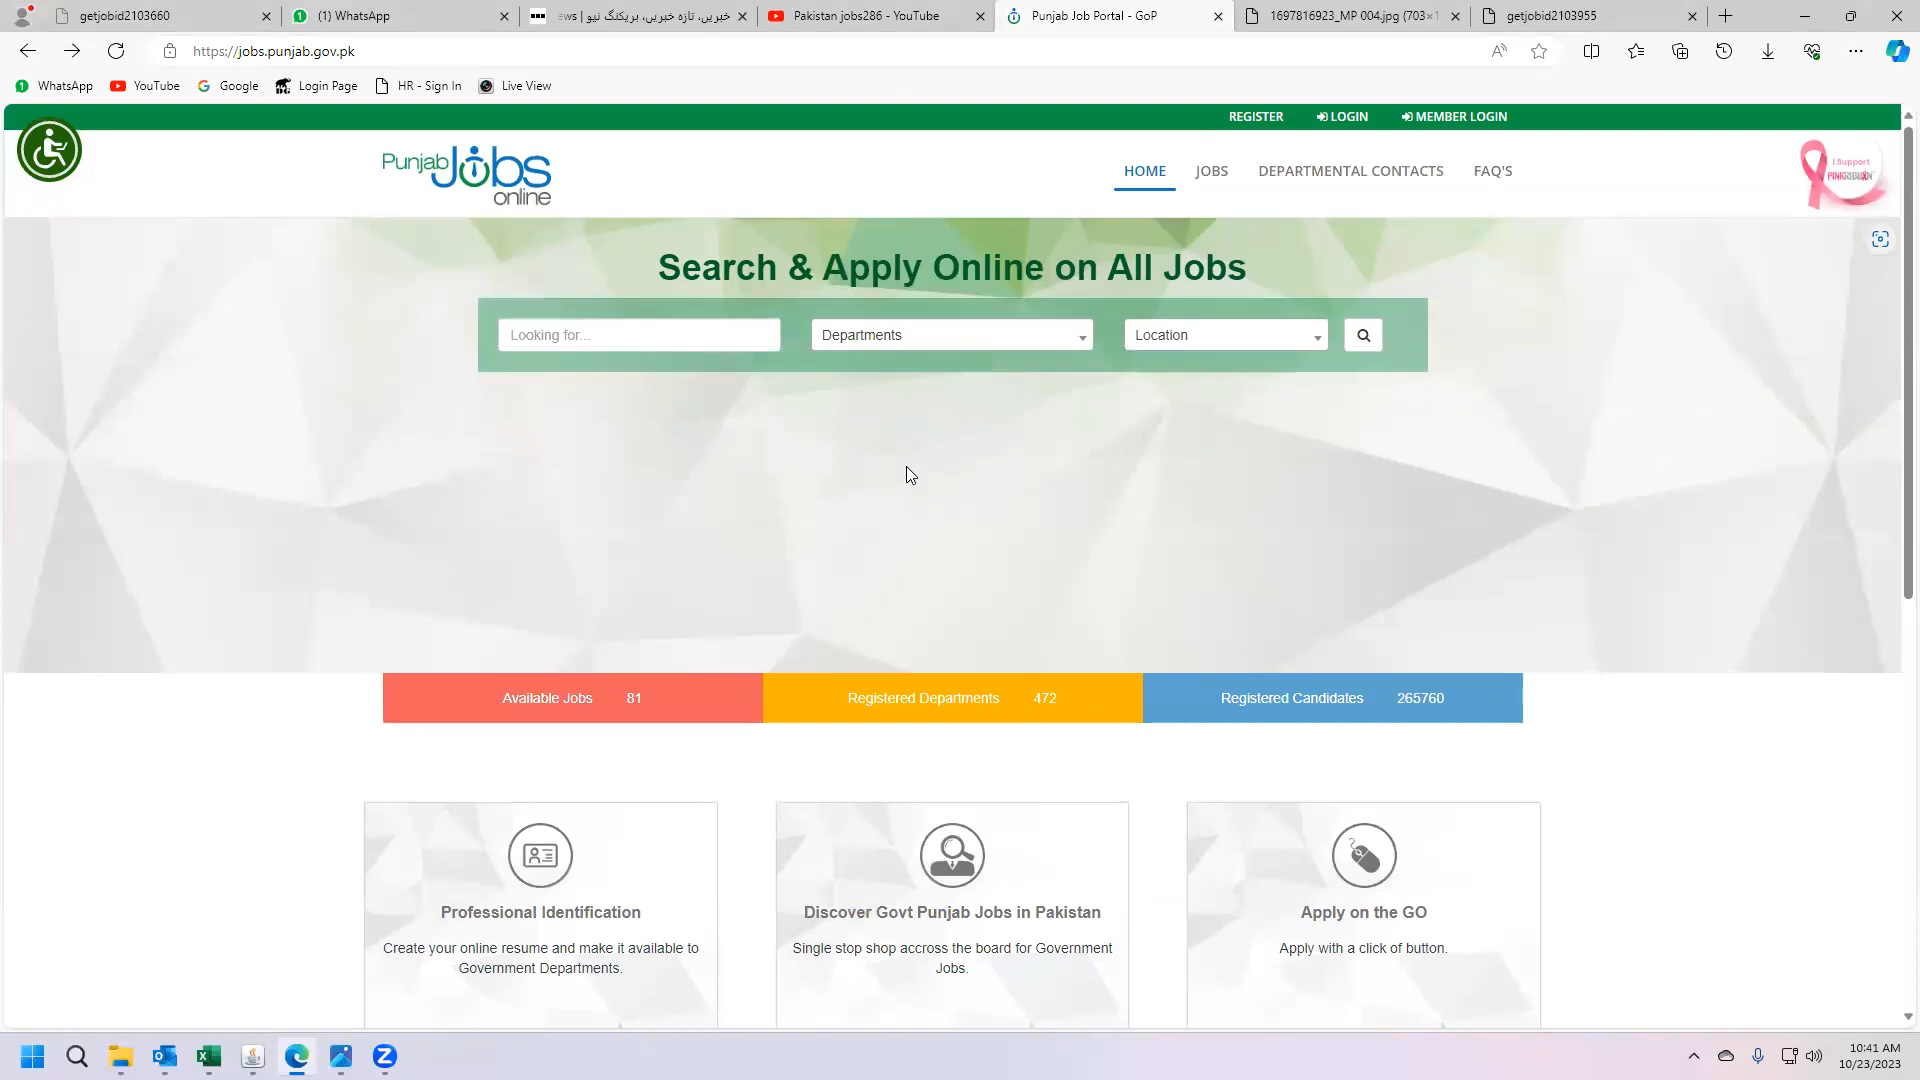 getjobid2103660
(1) WhatsApp
خبریں، تازہ خبریں، بریکنگ نیو | ews
Pakistan jobs286 - YouTube
Punjab Job Portal - GoP
1697816923_MP 004.jpg (703×1
getjobid2103955
https://jobs.punjab.gov.pk
WhatsApp
YouTube
Google
Login Page
HR - Sign In
Live View
REGISTER
LOGIN
MEMBER LOGIN
Punjab Jobs online
HOME
JOBS
DEPARTMENTAL CONTACTS
FAQ'S
I Support
PINKRIBBON
Search & Apply Online on All Jobs
Looking for...
Departments
Location
Available Jobs 81
Registered Departments 472
Registered Candidates 265760
Professional Identification
Create your online resume and make it available to
Government Departments.
Discover Govt Punjab Jobs in Pakistan
Single stop shop accross the board for Government
Jobs.
Apply on the GO
Apply with a click of button.
10:41 AM
10/23/2023